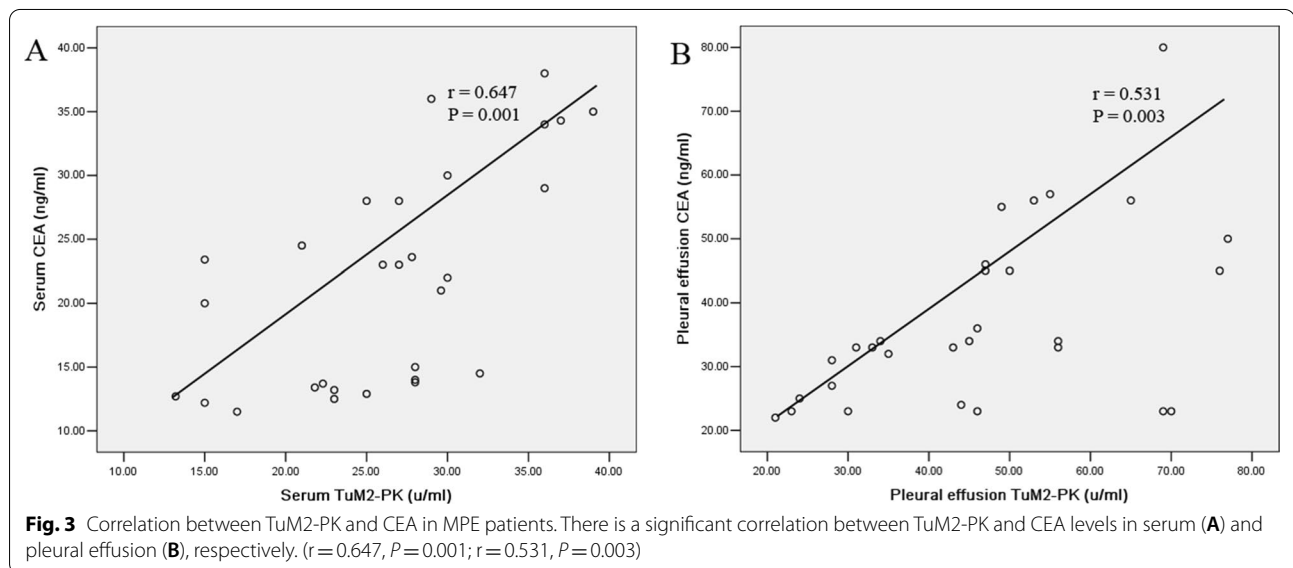 A
r = 0.647
P = 0.001
Serum CEA (ng/ml)
40.00
35.00
30.00
25.00
20.00
15.00
10.00
10.00 15.00 20.00 25.00 30.00 35.00 40.00
Serum TuM2-PK (u/ml)
B
r = 0.531
P = 0.003
Pleural effusion CEA (ng/ml)
80.00
70.00
60.00
50.00
40.00
30.00
20.00
20.00 30.00 40.00 50.00 60.00 70.00 80.00
Pleural effusion TuM2-PK (u/ml)
Fig. 3 Correlation between TuM2-PK and CEA in MPE patients. There is a significant correlation between TuM2-PK and CEA levels in serum (A) and
pleural effusion (B), respectively. (r = 0.647, P = 0.001; r = 0.531, P = 0.003)